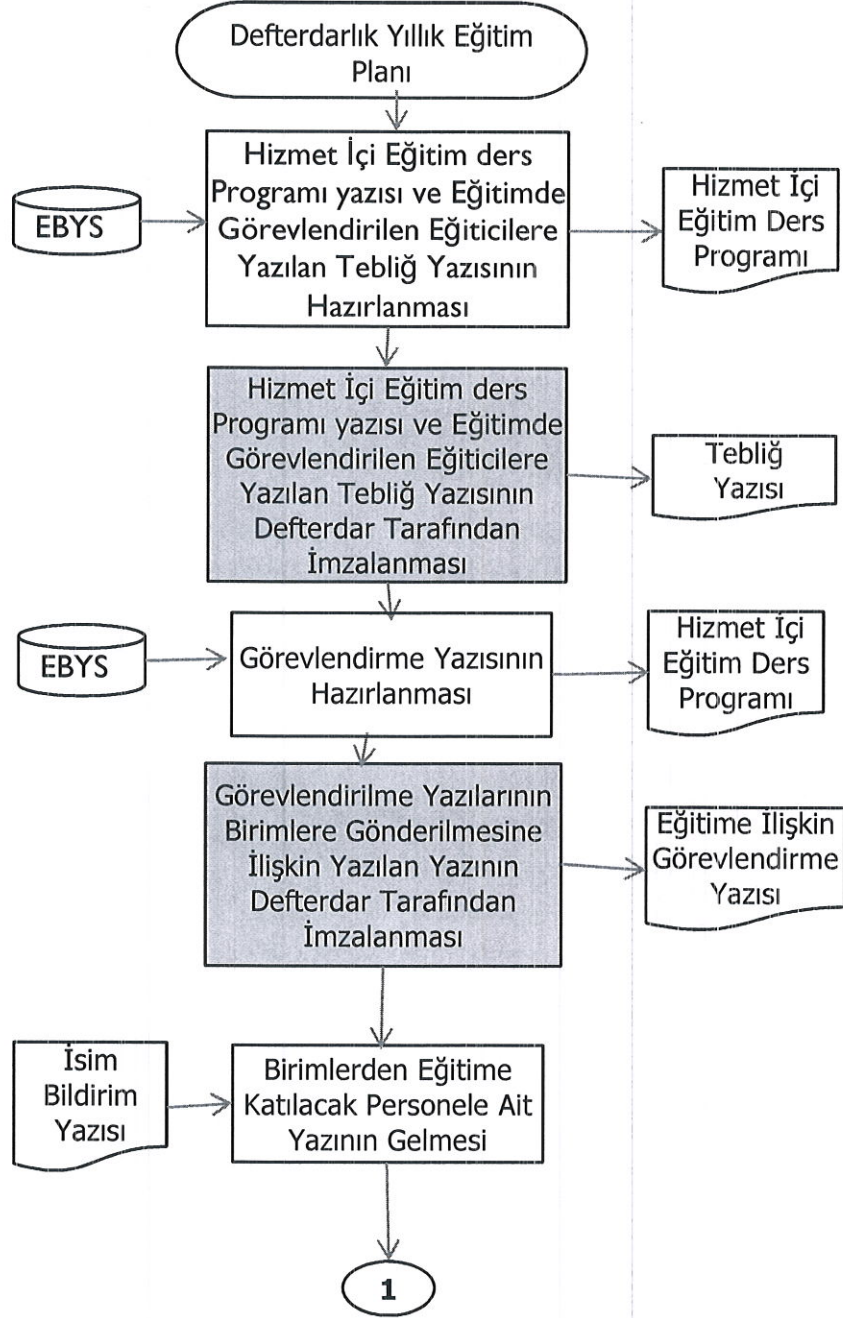 Defterdarlık Yıllık Eğitim
Planı
Hizmet İçi Eğitim ders
Programı yazısı ve Eğitimde
Görevlendirilen Eğiticilere
Yazılan Tebliğ Yazısının
Hazırlanması
EBYS
Hizmet İçi
Eğitim Ders
Programı
Hizmet İçi Eğitim ders
Programı yazısı ve Eğitimde
Görevlendirilen Eğiticilere
Yazılan Tebliğ Yazısının
Defterdar Tarafından
İmzalanması
Tebliğ
Yazısı
EBYS
Görevlendirme Yazısının
Hazırlanması
Hizmet İçi
Eğitim Ders
Programı
Görevlendirilme Yazılarının
Birimlere Gönderilmesine
İlişkin Yazılan Yazının
Defterdar Tarafından
İmzalanması
Eğitime İlişkin
Görevlendirme
Yazısı
İsim
Bildirim
Yazısı
Birimlerden Eğitime
Katılacak Personele Ait
Yazının Gelmesi
1